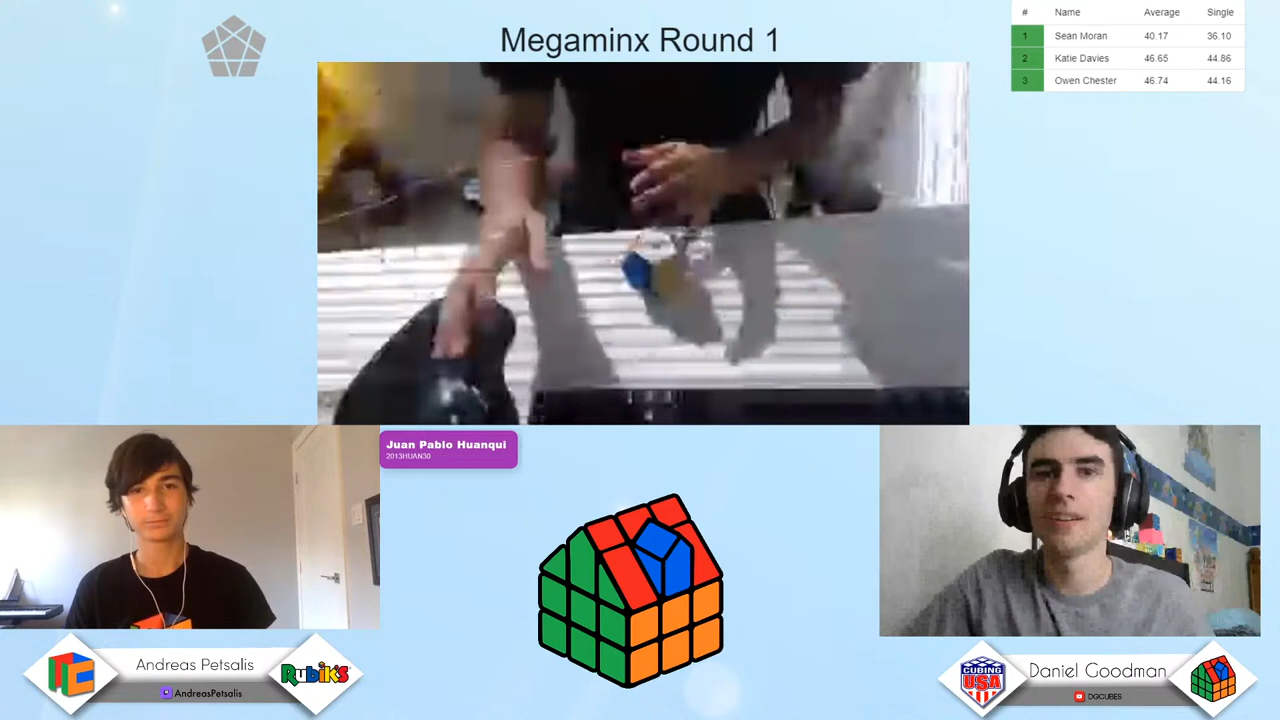 Megaminx Round 1
# Name Average Single
1 Sean Moran 40.17 36.10
2 Katie Davies 46.65 44.86
3 Owen Chester 46.74 44.16
Juan Pablo Huanqui
2013HUAN30
Andreas Petsalis
AndreasPetsalis
RUBIK'S
Daniel Goodman
DGCUBES
CUBING
USA